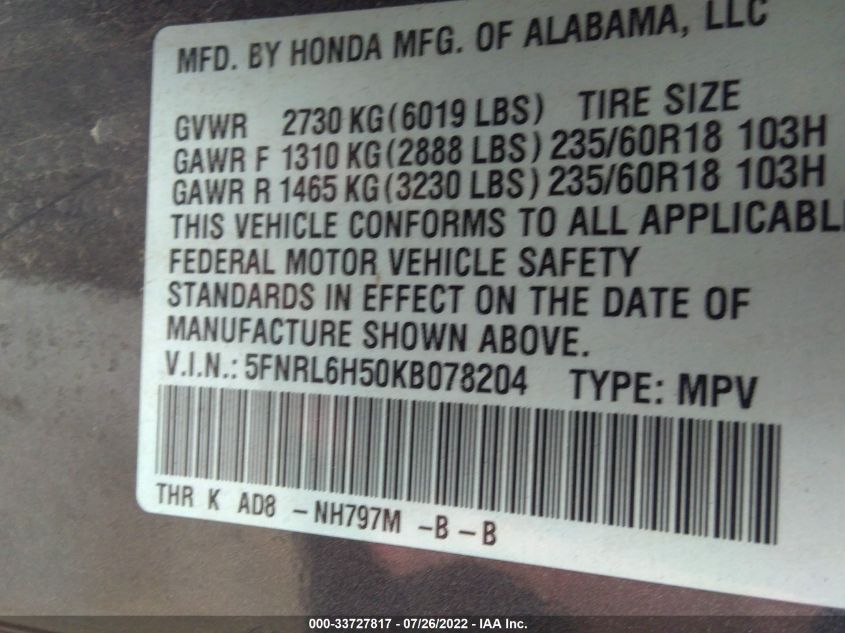 MFD. BY HONDA MFG. OF ALABAMA, LLC
GVWR 2730 KG (6019 LBS) TIRE SIZE
GAWR F 1310 KG (2888 LBS) 235/60R18 103H
GAWR R 1465 KG (3230 LBS) 235/60R18 103H
THIS VEHICLE CONFORMS TO ALL APPLICABL
FEDERAL MOTOR VEHICLE SAFETY
STANDARDS IN EFFECT ON THE DATE OF
MANUFACTURE SHOWN ABOVE.
V.I.N.: 5FNRL6H50KB078204 TYPE: MPV
THR K AD8 - NH797M - B - B
000-33727817 - 07/26/2022 - IAA Inc.